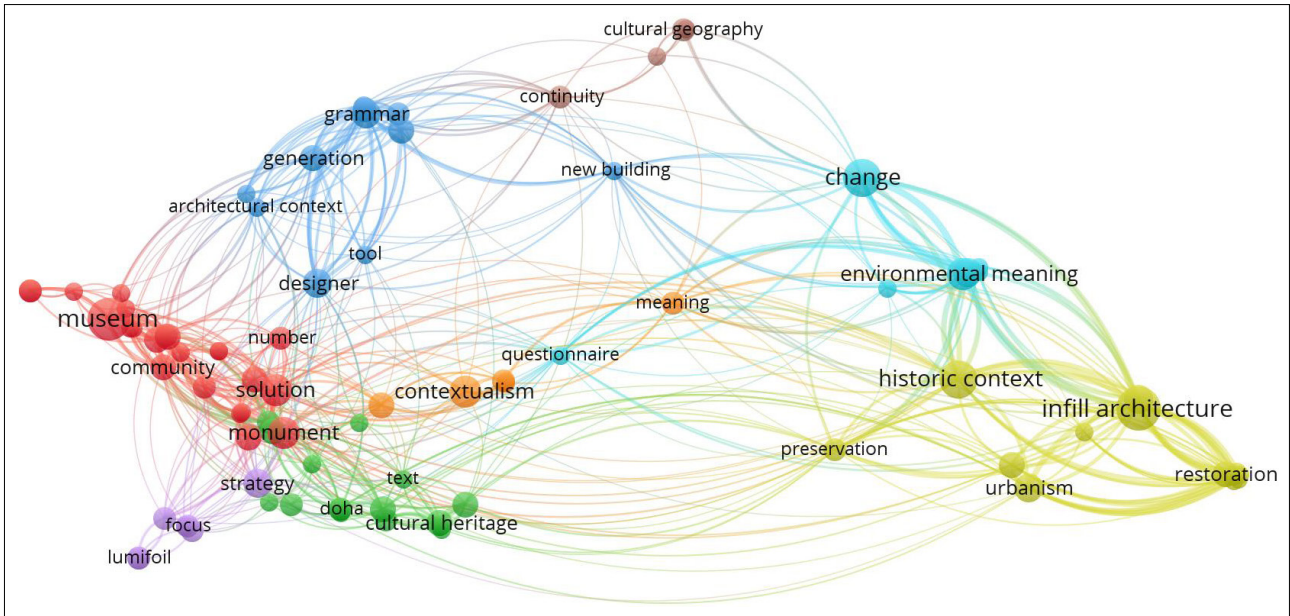 cultural geography
continuity
grammar
generation
new building
change
architectural context
tool
designer
environmental meaning
meaning
museum
number
questionnaire
community
solution
contextualism
historic context
infill architecture
monument
preservation
restoration
text
strategy
urbanism
doha
focus
cultural heritage
lumifoil